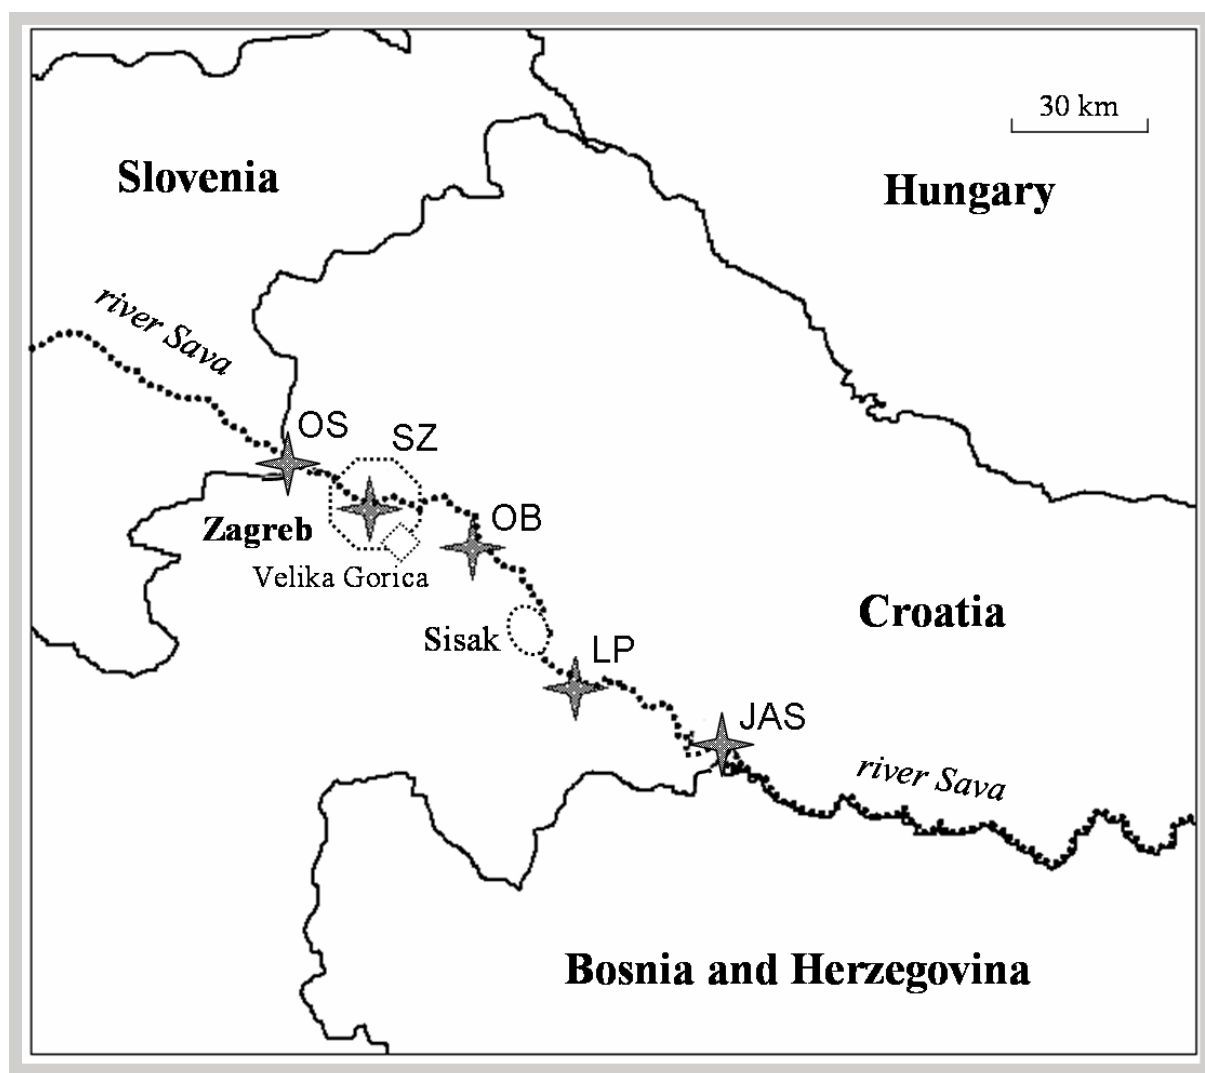 30 km
Slovenia
Hungary
river Sava
OS
SZ
OB
Zagreb
Velika Gorica
Croatia
Sisak
LP
JAS
river Sava
Bosnia and Herzegovina